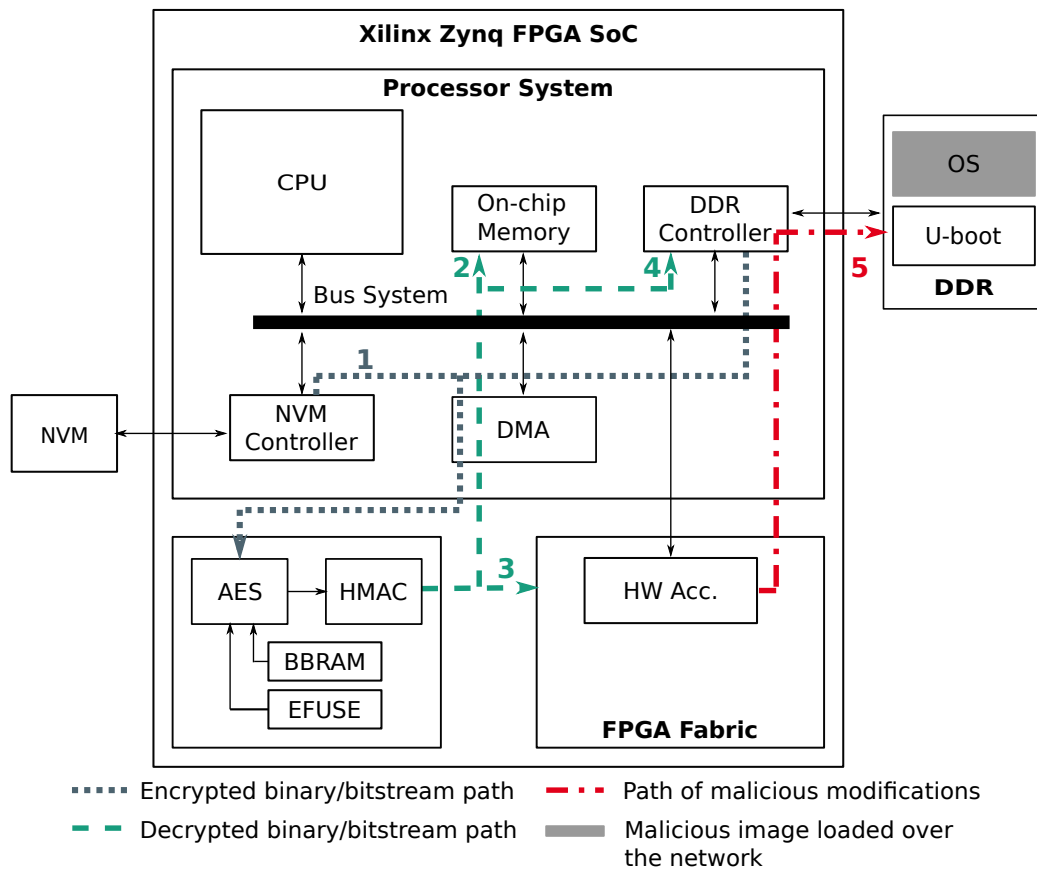 Xilinx Zynq FPGA SoC
Processor System
CPU
On-chip
Memory
DDR
Controller
OS
U-boot
DDR
2
4
5
Bus System
1
NVM
NVM
Controller
DMA
3
AES
HMAC
HW Acc.
BBRAM
EFUSE
FPGA Fabric
Encrypted binary/bitstream path
Path of malicious modifications
Decrypted binary/bitstream path
Malicious image loaded over
the network